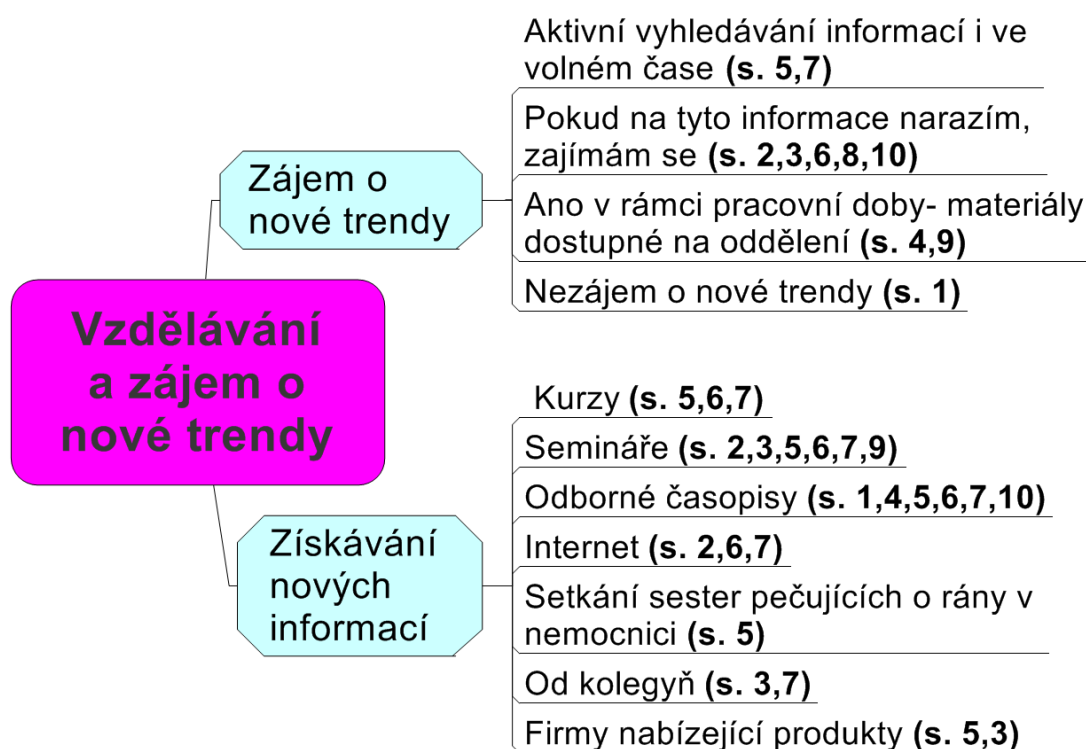 Vzdělávání
a zájem o
nové trendy
Zájem o
nové trendy
Aktivní vyhledávání informací i ve
volném čase (s. 5,7)
Pokud na tyto informace narazím,
zajímám se (s. 2,3,6,8,10)
Ano v rámci pracovní doby- materiály
dostupné na oddělení (s. 4,9)
Nezájem o nové trendy (s. 1)
Získávání
nových
informací
Kurzy (s. 5,6,7)
Semináře (s. 2,3,5,6,7,9)
Odborné časopisy (s. 1,4,5,6,7,10)
Internet (s. 2,6,7)
Setkání sester pečujících o rány v
nemocnici (s. 5)
Od kolegyň (s. 3,7)
Firmy nabízející produkty (s. 5,3)